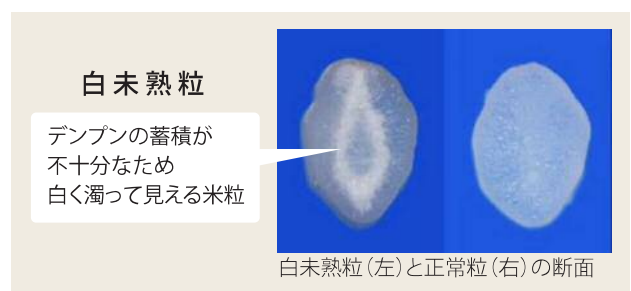 白未熟粒
デンプンの蓄積が
不十分なため
白く濁って見える米粒
白未熟粒（左）と正常粒（右）の断面